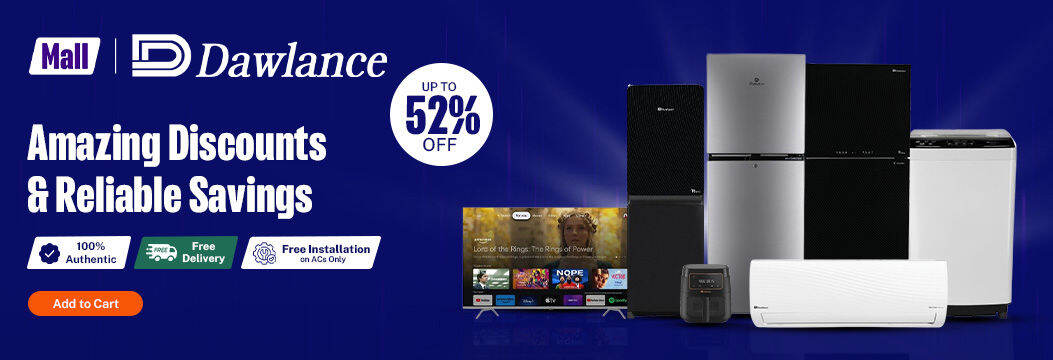 Mall
Dawlance
UP TO
52%
OFF
Amazing Discounts
& Reliable Savings
100%
Authentic
FREE
Free
Delivery
Free Installation
on ACs Only
Add to Cart
Lord of the Rings: The Rings of Power
NOPE